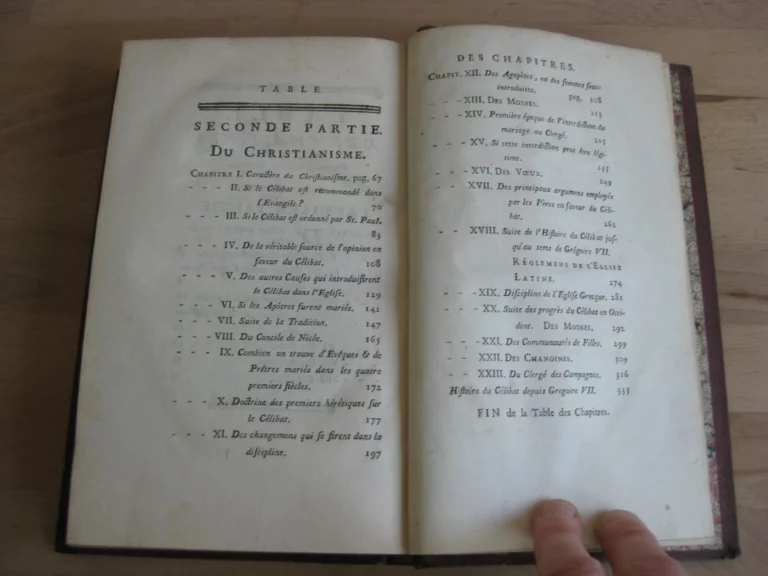 TABLE
SECONDE PARTIE.
DU CHRISTIANISME.
CHAPITRE I. Caractère du Chriſtianiſme, pag. 67
- - - II. Si le Célibat est recommandé dans
l'Evangile? 70
- - - III. Si le Célibat est ordonné par St. Paul.
85
- - - IV. De la véritable ſource de l'opinion en
faveur du Célibat. 108
- - - V. Des autres Cauſes qui introduiſirent
le Célibat dans l'Egliſe. 129
- - - VI. Si les Apôtres furent mariés. 142
- - - VII. Suite de la Tradition. 147
- - - VIII. Du Concile de Nicée. 165
- - - IX. Combien on trouve d'Evêques & de
Prêtres mariés dans les quatre
premiers ſiècles. 172
- - - X. Doctrine des premiers hérétiques ſur
le Célibat. 177
- - - XI. Des changemens qui ſe firent dans la
diſcipline. 197
DES CHAPITRES.
CHAPIT. XII. Des Agapètes, ou des femmes ſous-
introduites. pag. 208
- - - XIII. DES MOINES. 215
- - - XIV. Première époque de l'interdiction du
mariage au Clergé. 225
- - - XV. Si cette interdiction peut être légi-
time.
- - - XVI. DES VŒUX. 249
- - - XVII. Des principaux argumens employés
par les Pères en faveur du Céli-
bat. 262
- - - XVIII. Suite de l'Hiſtoire du Célibat juſ-
qu'au tems de Grégoire VII.
RÉGLEMENS DE L'EGLISE
LATINE. 274
- - - XIX. Diſcipline de l'Egliſe Grecque. 281
- - - XX. Suite des progrès du Célibat en Occi-
dent. DES MOINES. 292
- - - XXI. Des Communautés de Filles. 299
- - - XXII. DES CHANOINES. 309
- - - XXIII. Du Clergé des Campagnes. 316
Hiſtoire du Célibat depuis Grégoire VII. 335
FIN de la Table des Chapitres.